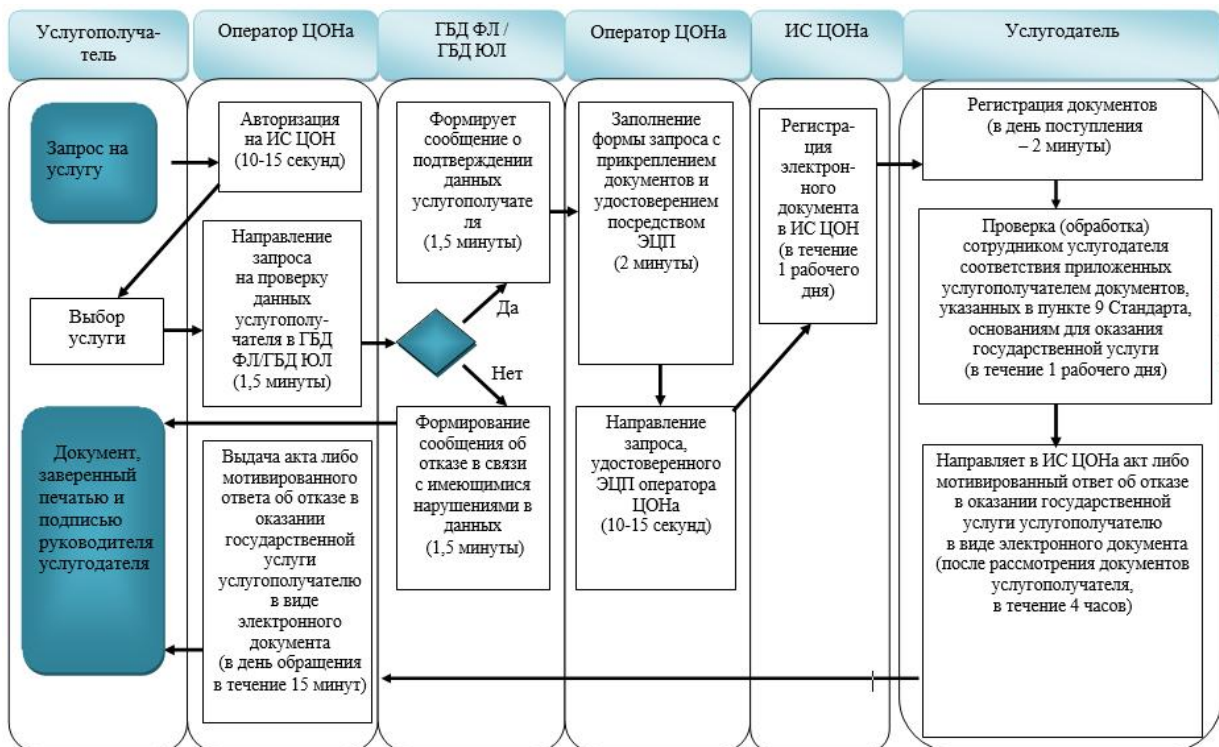 Услугополуча-
тель
Оператор ЦОНа
ГБД ФЛ /
ГБД ЮЛ
Оператор ЦОНа
ИС ЦОНа
Услугодатель
Запрос на
услугу
Авторизация
на ИС ЦОН
(10-15 секунд)
Выбор
услуги
Направление
запроса
на проверку
данных
услугополу-
чателя в ГБД
ФЛ/ГБД ЮЛ
(1,5 минуты)
Формирует
сообщение о
подтверждении
данных
услугополучате
ля
(1,5 минуты)
Да
Нет
Формирование
сообщения об
отказе в связи
с имеющимися
нарушениями в
данных
(1,5 минуты)
Заполнение
формы запроса с
прикреплением
документов и
удостоверением
посредством
ЭЦП
(2 минуты)
Направление
запроса,
удостоверенного
ЭЦП оператора
ЦОНа
(10-15 секунд)
Регистра-
ция
электрон-
ного
документа
в ИС ЦОН
(в течение
1 рабочего
дня)
Регистрация документов
(в день поступления
– 2 минуты)
Проверка (обработка)
сотрудником услугодателя
соответствия приложенных
услугополучателем документов,
указанных в пункте 9 Стандарта,
основаниям для оказания
государственной услуги
(в течение 1 рабочего дня)
Направляет в ИС ЦОНа акт либо
мотивированный ответ об отказе
в оказании государственной
услуги услугополучателю
в виде электронного документа
(после рассмотрения документов
услугополучателя,
в течение 4 часов)
Выдача акта либо
мотивированного
ответа об отказе в
оказании
государственной
услуги
услугополучателю
в виде
электронного
документа
(в день обращения
в течение 15 минут)
Документ,
заверенный
печатью и
подписью
руководителя
услугодателя